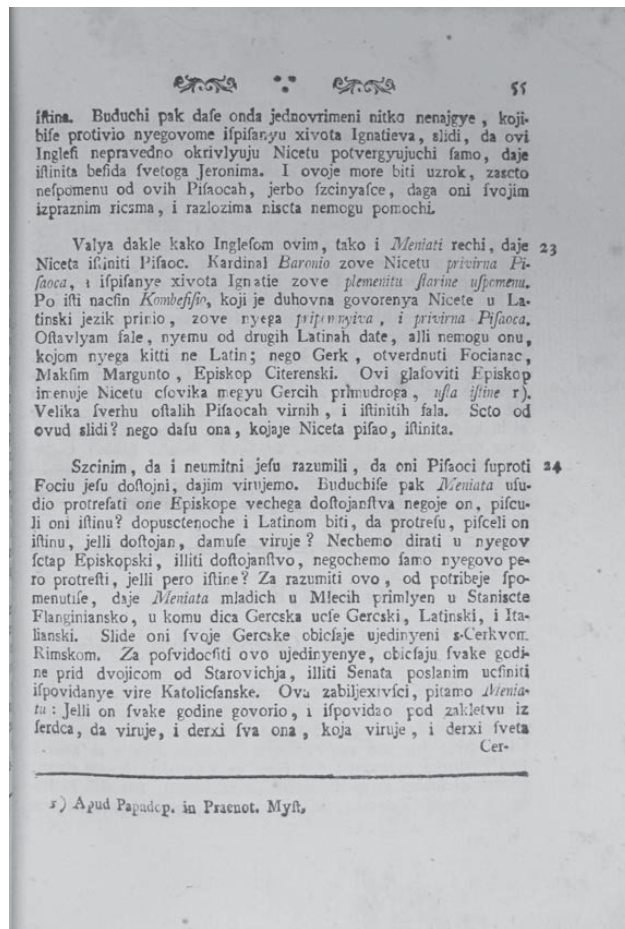 55
iſtina. Buduchi pak daſe onda jednovrimeni nitko nenajgye, koji-
biſe protivio nyegovome iſpiſanyu xivota Ignatieva, slidi, da ovi
Ingleſi nepravedno okrivlyuju Nicetu potvergyujuchi ſamo, daje
iſtinita beſida ſvetoga Jeronima. I ovoje more biti uzrok, zascto
neſpomenu od ovih Piſaocah, jerbo ſzcinyaſce, daga oni ſvojim
izpraznim ricsma, i razlozima niscta nemogu pomochi.
Valya dakle kako Ingleſom ovim, tako i Meniati rechi, daje 23
Niceta iſtiniti Piſaoc. Kardinal Baronio zove Nicetu privirna Pi-
ſaoca, i iſpiſanye xivota Ignatie zove plemenitu ſtarine uſpomenu.
Po iſti nacſin Kombefiſio, koji je duhovna govorenya Nicete u La-
tinski jezik prinio, zove nyega, i privirna Piſaoca.
Oſtavlyam fale, nyemu od drugih Latinah date, alli nemogu onu,
kojom nyega kitti ne Latin; nego Gerk, otverdnuti Focianac,
Makſim Margunto, Episkop Citerenski. Ovi glaſoviti Episkop
imenuje Nicetu cſovika megyu Gercih primudroga, uſta iſtine r).
Velika ſverhu oſtalih Piſaocah virnih, i iſtinitih fala. Scto od
ovud slidi? nego daſu ona, kojaje Niceta piſao, iſtinita.
Szcinim, da i neumitni jeſu razumili, da oni Piſaoci ſuproti 24
Fociu jeſu doſtojni, dajim virujemo. Buduchiſe pak Meniata uſu-
dio protreſati one Episkope vechega doſtojanſtva negoje on, piſcu-
li oni iſtinu? dopusctenoche i Latinom biti, da protreſu, piſceli on
iſtinu, jelli doſtojan, damuſe viruje? Nechemo dirati u nyegov
ſctap Episkopski, illiti doſtojanſtvo, negochemo ſamo nyegovo pe-
ro protreſti, jelli pero iſtine? Za razumiti ovo, od potribeje ſpo-
menutiſe, daje Meniata mladich u Mlecih primlyen u Staniscte
Flanginiansko, u komu dica Gercska ucſe Gercski, Latinski, i Ita-
lianski. Slide oni ſvoje Gercske obicſaje ujedinyeni s-Cerkvom
Rimskom. Za poſvidocſiti ovo ujedinyenye, obicſaju ſvake godi-
ne prid dvojicom od Starovichja, illiti Senata poslanim ucſiniti
iſpovidanye vire Katolicſanske. Ova zabiljexivſci, pitamo Menia-
tu: Jelli on ſvake godine govorio, i iſpovidao pod zakletvu iz
ſerdca, da viruje, i derxi ſva ona, koja viruje, i derxi ſveta
Cer-
r) Apud Papadop. in Praenot. Myſt,